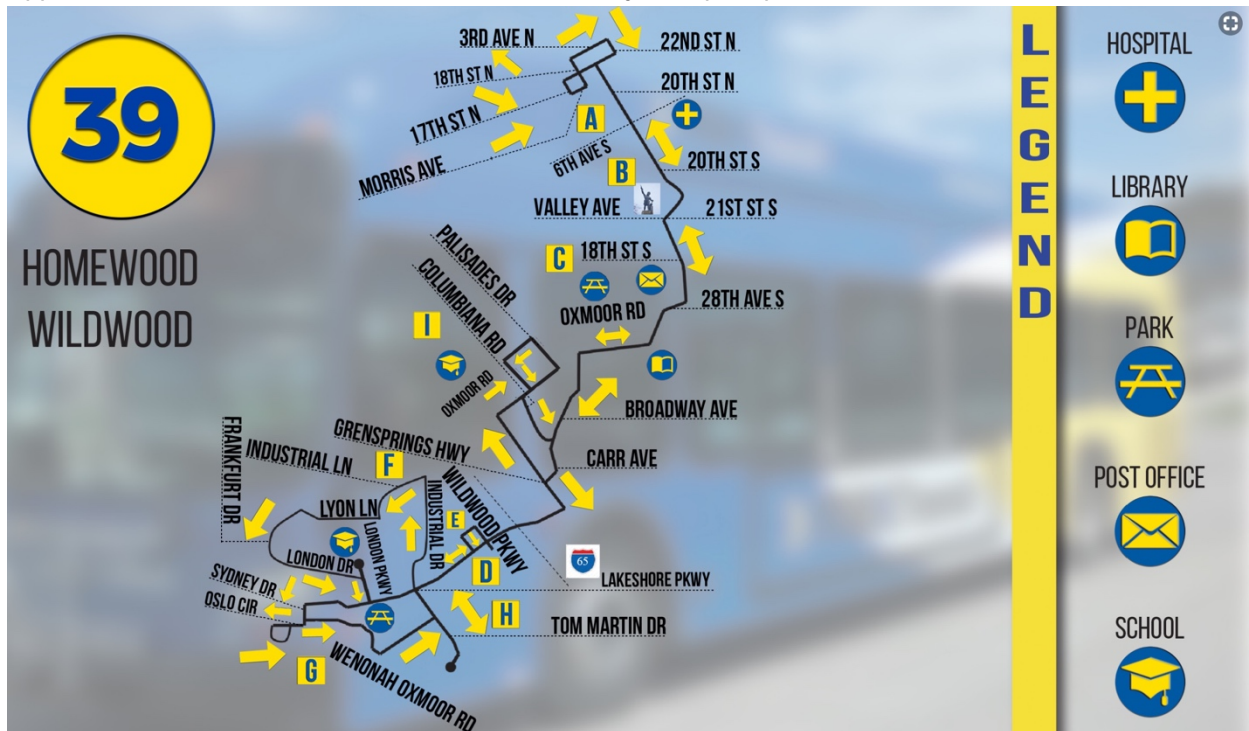 39
HOMEWOOD
WILDWOOD
3RD AVE N
22ND ST N
18TH ST N
20TH ST N
17TH ST N
A
MORRIS AVE
6TH AVE S
20TH ST S
B
VALLEY AVE
21ST ST S
PALISADES DR
C
18TH ST S
COLUMBIANA RD
28TH AVE S
OXMOOR RD
I
OXMOOR RD
BROADWAY AVE
GRENSPRINGS HWY
CARR AVE
FRANKFURT DR
INDUSTRIAL LN
F
WILDWOOD PKWY
LYON LN
INDUSTRIAL DR
E
LONDON PKWY
LONDON DR
D
65
LAKESHORE PKWY
SYDNEY DR
OSLO CIR
H
TOM MARTIN DR
G
WENONAH OXMOOR RD
LEGEND
HOSPITAL
LIBRARY
PARK
POST OFFICE
SCHOOL